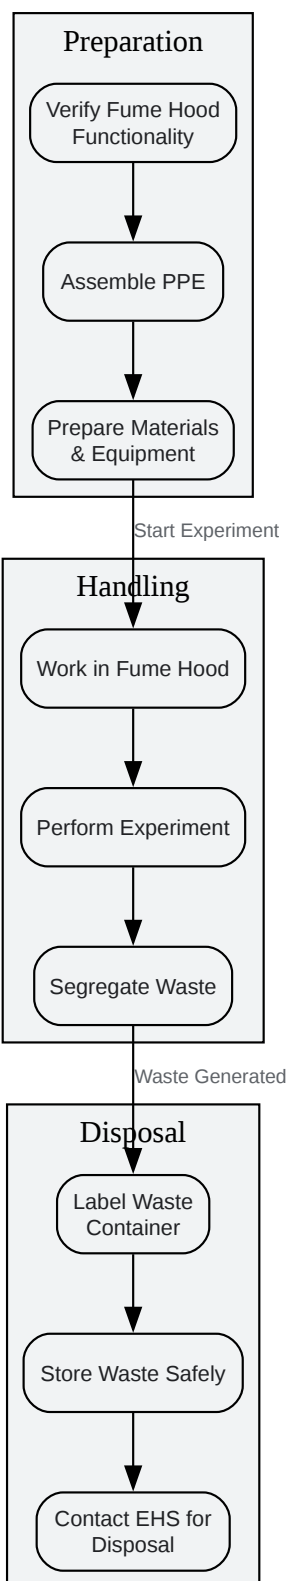 Preparation
Verify Fume Hood
Functionality
Assemble PPE
Prepare Materials
& Equipment
Start Experiment
Handling
Work in Fume Hood
Perform Experiment
Segregate Waste
Waste Generated
Disposal
Label Waste
Container
Store Waste Safely
Contact EHS for
Disposal